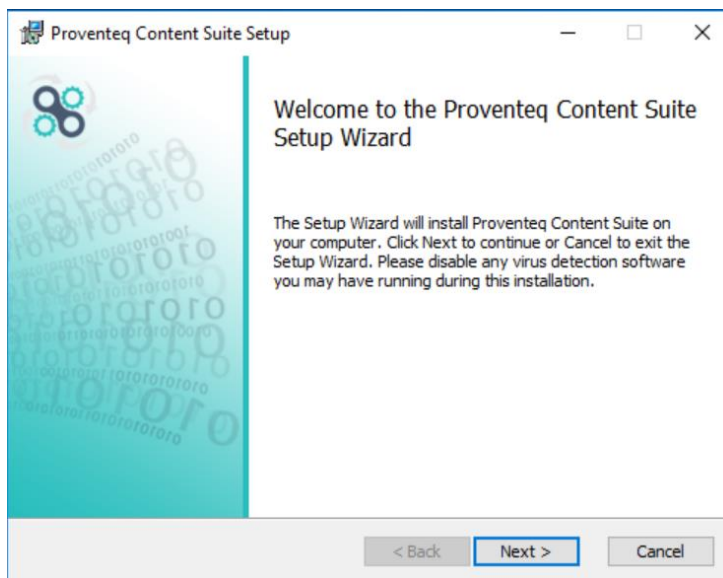 Proventeq Content Suite Setup
Welcome to the Proventeq Content Suite
Setup Wizard
The Setup Wizard will install Proventeq Content Suite on
your computer. Click Next to continue or Cancel to exit the
Setup Wizard. Please disable any virus detection software
you may have running during this installation.
< Back Next > Cancel